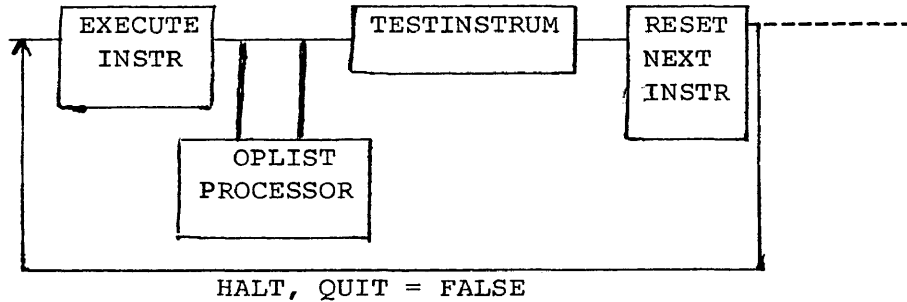 EXECUTE
INSTR
TESTINSTRUM
RESET
NEXT
INSTR
OPLIST
PROCESSOR
HALT, QUIT = FALSE